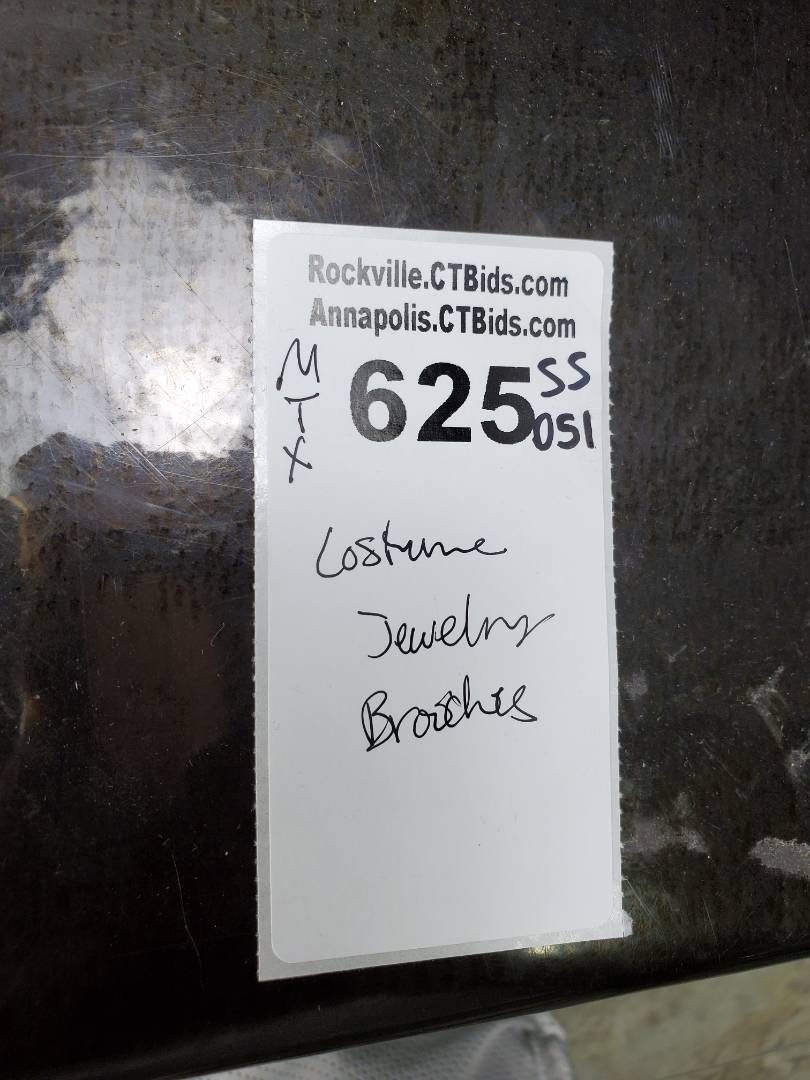 Rockville.CTBids.com
Annapolis.CTBids.com
MTX
625
SS
051
Costume
Jewelry
Brooches